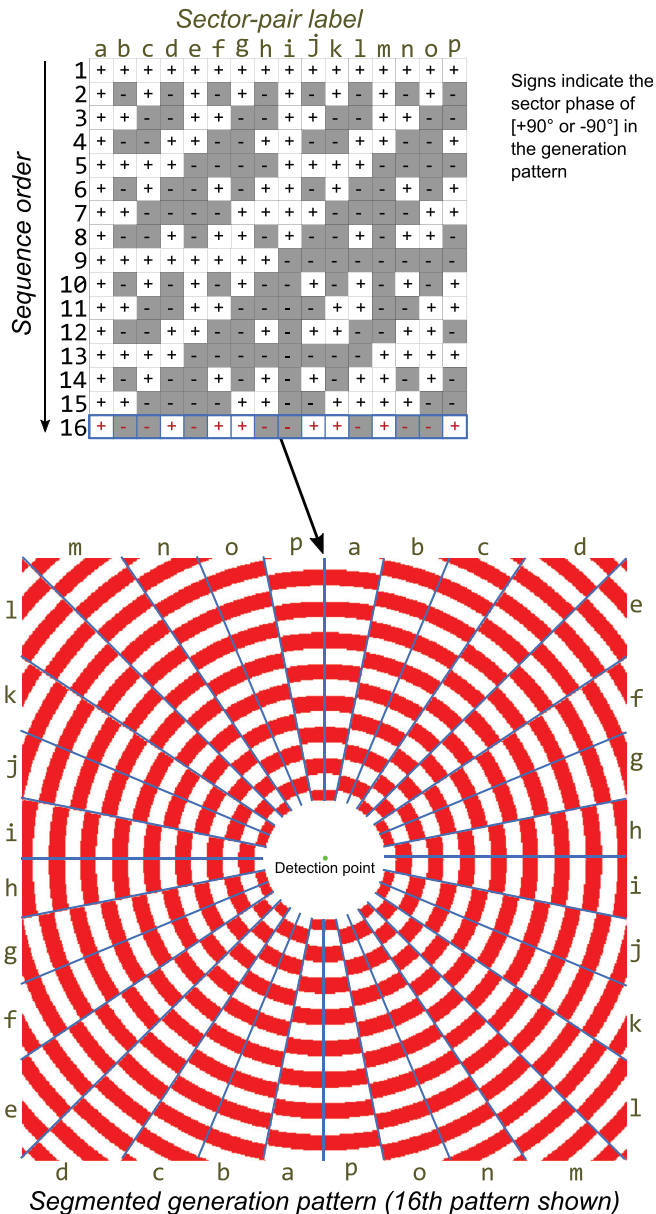 Sector-pair label
a b c d e f g h i j k l m n o p
1 + + + + + + + + + + + + + + + +
2 + - + - + - + - + - + - + - + -
3 + + - - + + - - + + - - + + - -
4 + - - + + - - + + - - + + - - +
5 + + + + - - - - + + + + - - - -
6 + - + - - + - + + - + - - + - +
7 + + - - - - + + + + - - - - + +
8 + - - + - + + - + - - + - + + -
9 + + + + + + + + - - - - - - - -
10 + - + - + - + - - + - + - + - +
11 + + - - + + - - - - + + - - + +
12 + - - + + - - + - + + - - + + -
13 + + + + - - - - - - - - + + + +
14 + - + - - + - + - + - + + - + -
15 + + - - - - + + - - + + + + - -
16 + - - + - + + - - + + - + - - +
Sequence order
Signs indicate the
sector phase of
[+90° or -90°] in
the generation
pattern
m n o p a b c d
l e
k f
j g
i h
Detection point
h i
g j
f k
e l
d c b a p o n m
Segmented generation pattern (16th pattern shown)